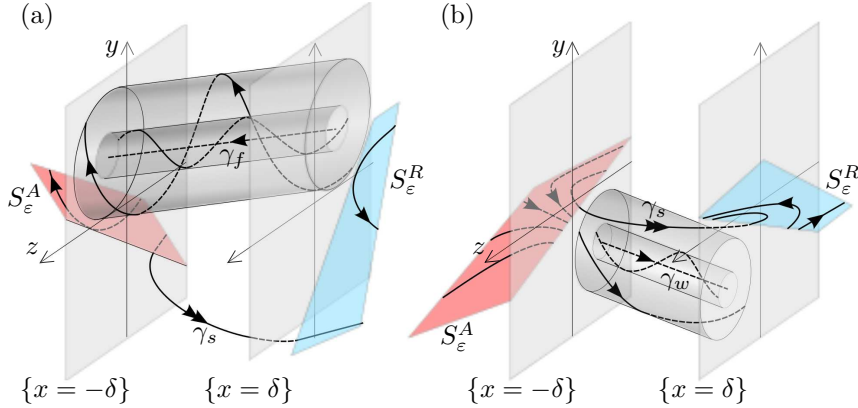 (a)
y
S_ε^A
z
γ_f
S_ε^R
γ_s
{x = −δ}
{x = δ}
(b)
y
γ_s
S_ε^R
z
γ_w
S_ε^A
{x = −δ}
{x = δ}